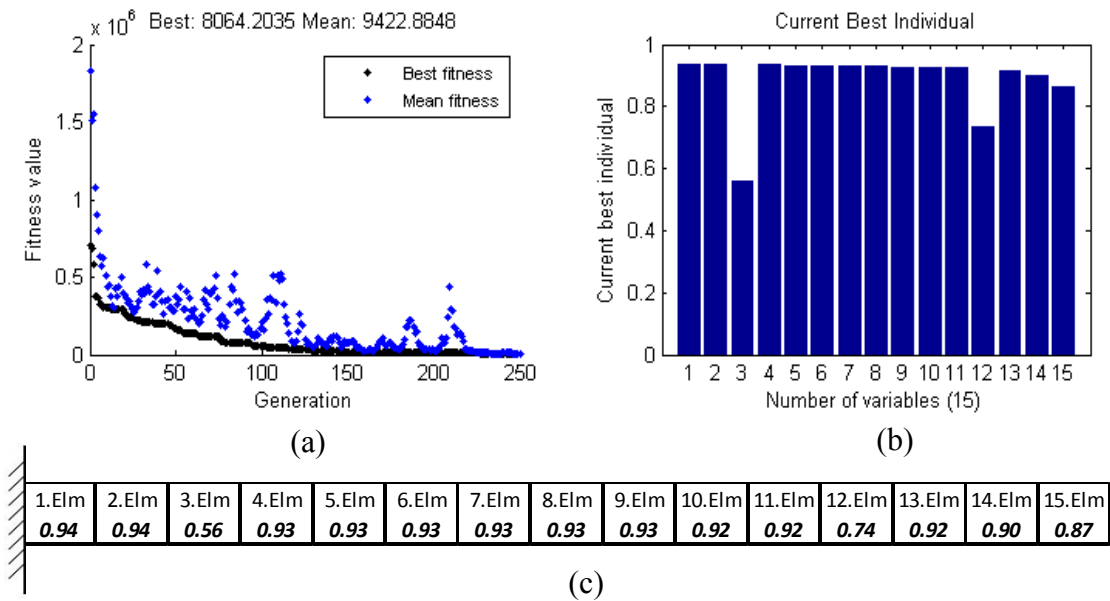 × 10⁶ Best: 8064.2035 Mean: 9422.8848
2
1.5
1
0.5
0
Fitness value
Best fitness
Mean fitness
0 50 100 150 200 250
Generation
(a)
Current Best Individual
1
0.8
0.6
0.4
0.2
0
Current best individual
1 2 3 4 5 6 7 8 9 10 11 12 13 14 15
Number of variables (15)
(b)
1.Elm 2.Elm 3.Elm 4.Elm 5.Elm 6.Elm 7.Elm 8.Elm 9.Elm 10.Elm 11.Elm 12.Elm 13.Elm 14.Elm 15.Elm
0.94 0.94 0.56 0.93 0.93 0.93 0.93 0.93 0.93 0.92 0.92 0.74 0.92 0.90 0.87
(c)